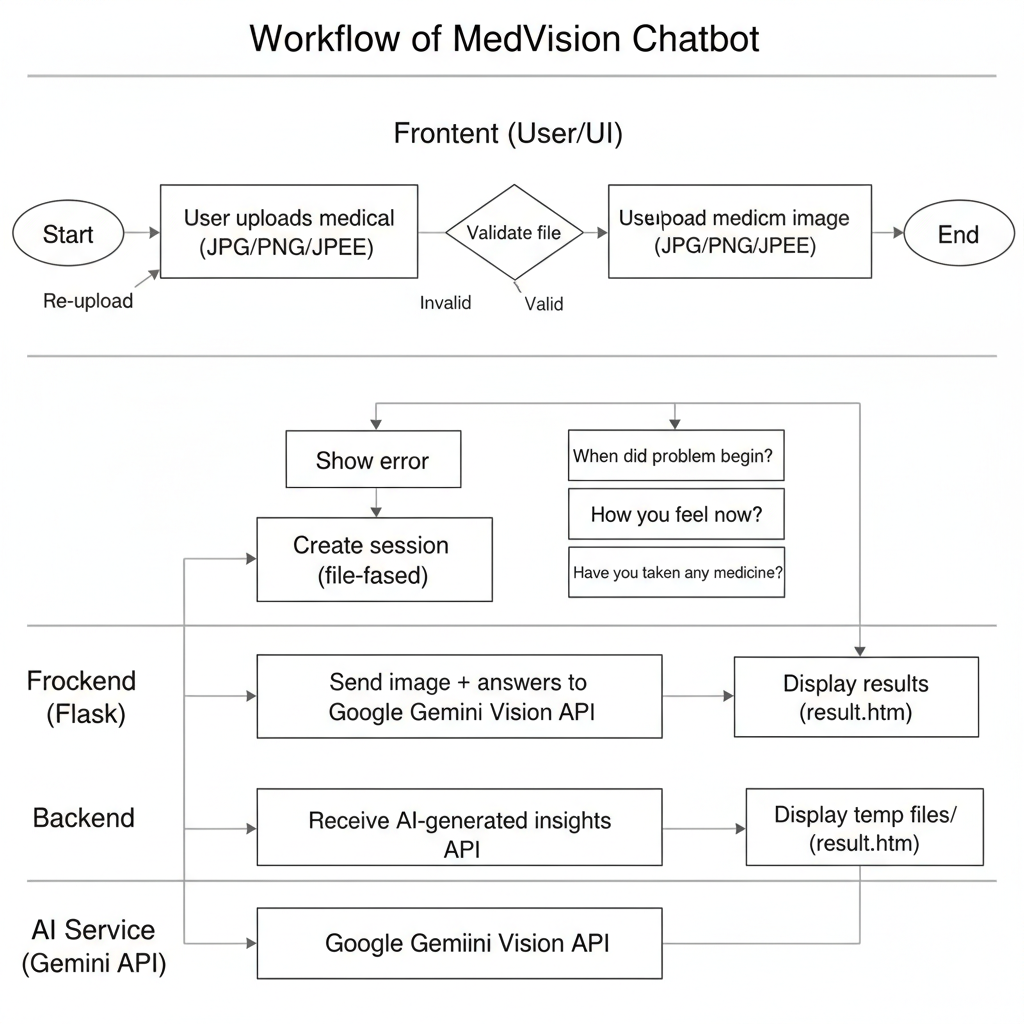 Workflow of MedVision Chatbot
Frontent (User/UI)
Start
User uploads medical
(JPG/PNG/JPEE)
Validate file
medicm image
(JPG/PNG/JPEE)
End
Re-upload
Invalid
Valid
Show error
When did problem begin?
How you feel now?
Have you taken any medicine?
Create session
(file-fased)
Frockend
(Flask)
Send image + answers to
Google Gemini Vision API
Display results
(result.htm)
Backend
Receive AI-generated insights
API
Display temp files/
(result.htm)
AI Service
(Gemini API)
Google Gemiini Vision API